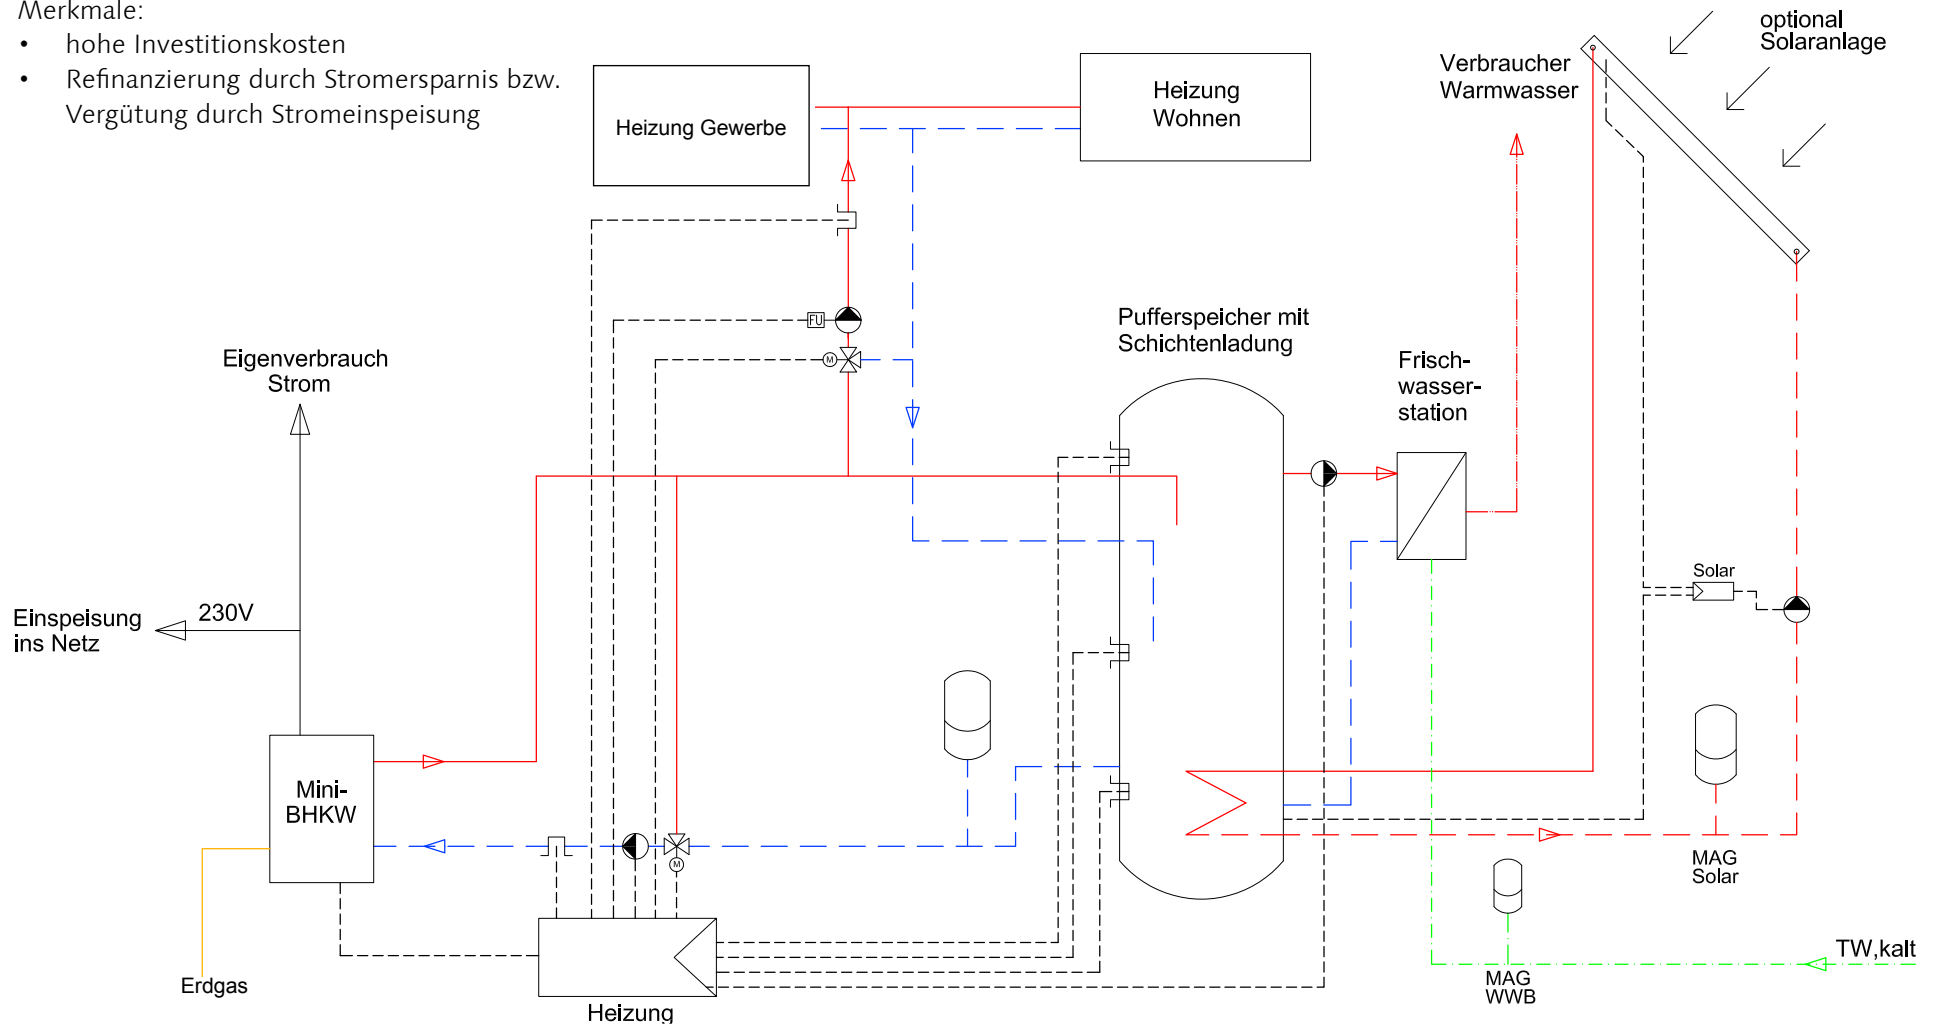 Merkmale:
• hohe Investitionskosten
• Refinanzierung durch Stromersparnis bzw.
Vergütung durch Stromeinspeisung
optional
Solaranlage
Verbraucher
Warmwasser
Heizung
Wohnen
Heizung Gewerbe
Pufferspeicher mit
Schichtenladung
FU
M
Frisch-
wasser-
station
Eigenverbrauch
Strom
Solar
230V
Einspeisung
ins Netz
Mini-
BHKW
M
MAG
Solar
TW,kalt
Erdgas
MAG
WWB
Heizung